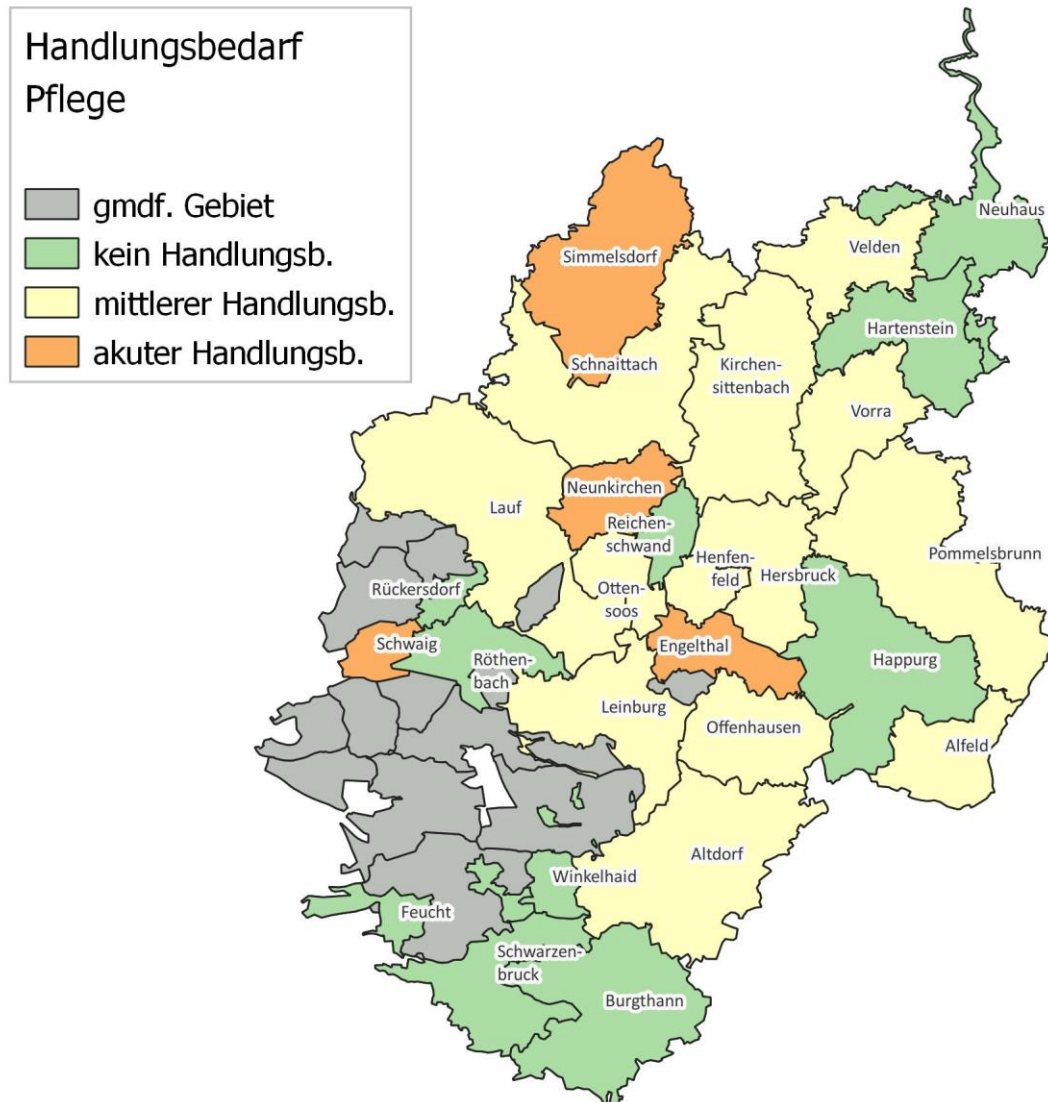 Handlungsbedarf
Pflege
gmdf. Gebiet
kein Handlungsb.
mittlerer Handlungsb.
akuter Handlungsb.
Neuhaus
Velden
Simmelsdorf
Hartenstein
Schnaittach
Kirchen-
sittenbach
Vorra
Neunkirchen
Lauf
Reichen-
schwand
Pommelsbrunn
Henfen-
feld
Hersbruck
Rückersdorf
Otten-
soos
Schwaig
Engelthal
Happurg
Röthen-
bach
Leinburg
Offenhausen
Alfeld
Altdorf
Winkelhaid
Feucht
Schwarzen-
bruck
Burgthann